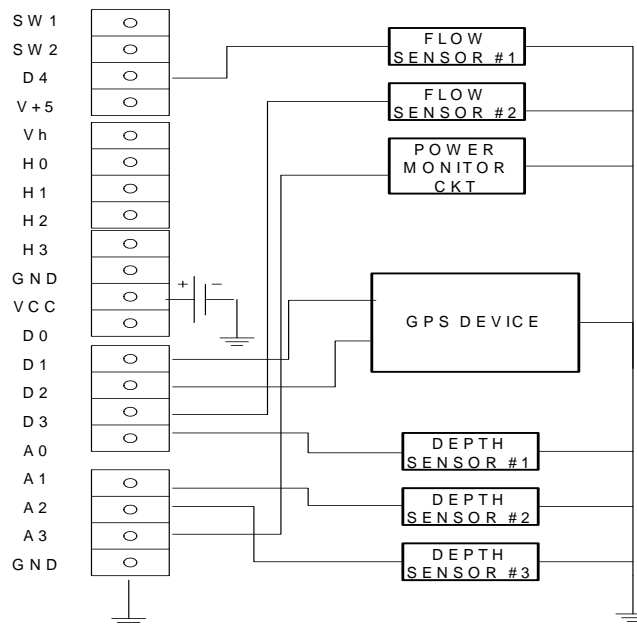 SW1
SW2
D4
V+5
Vh
H0
H1
H2
H3
GND
VCC
D0
D1
D2
D3
A0
A1
A2
A3
GND
+ −
FLOW
SENSOR #1
FLOW
SENSOR #2
POWER
MONITOR
CKT
GPS DEVICE
DEPTH
SENSOR #1
DEPTH
SENSOR #2
DEPTH
SENSOR #3